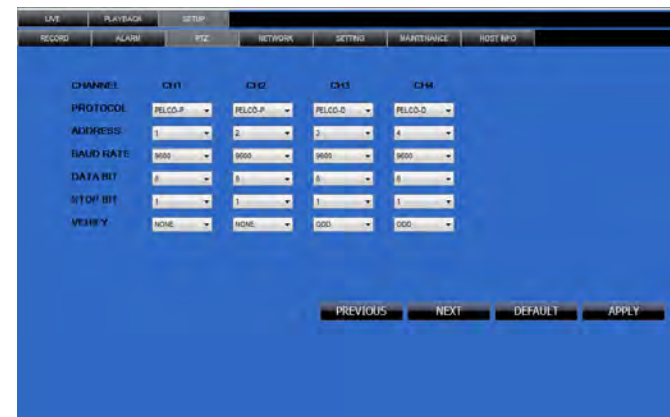 LIVE PLAYBACK SETUP
RECORD ALARM PTZ NETWORK SETTING MAINTENANCE HOST INFO
CHANNEL CH1 CH2 CH3 CH4
PROTOCOL PELCO-P PELCO-P PELCO-D PELCO-D
ADDRESS 1 2 3 4
BAUD RATE 9600 9600 9600 9600
DATA BIT 8 8 8 8
STOP BIT 1 1 1 1
VERIFY NONE NONE ODD ODD
PREVIOUS NEXT DEFAULT APPLY